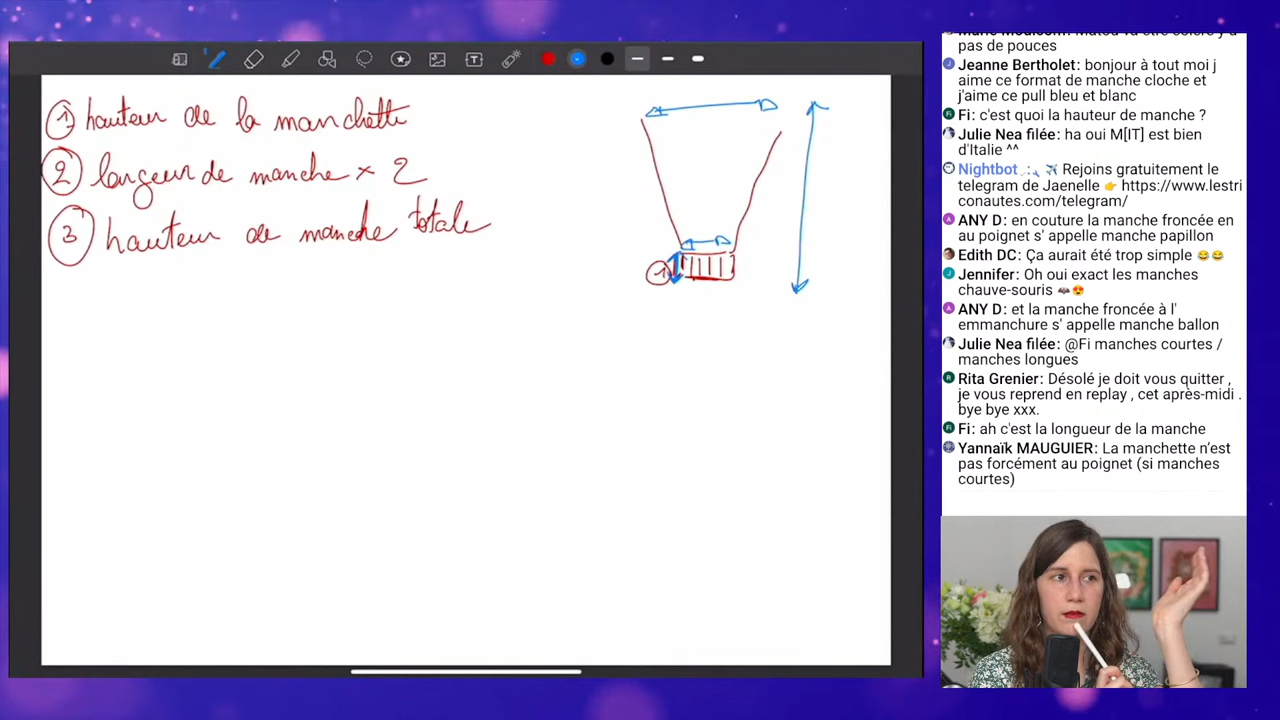 ① hauteur de la manchette
② largeur de manche × 2
③ hauteur de manche totale
①
T
pas de pouces
Jeanne Bertholet: bonjour à tout moi j
aime ce format de manche cloche et
j'aime ce pull bleu et blanc
Fi: c'est quoi la hauteur de manche ?
Julie Nea filée: ha oui M[IT] est bien
d'Italie ^^
Nightbot Rejoins gratuitement le
telegram de Jaenelle 👉 https://www.lestri
conautes.com/telegram/
ANY D: en couture la manche froncée en
au poignet s' appelle manche papillon
Edith DC: Ça aurait été trop simple 😂😂
Jennifer: Oh oui exact les manches
chauve-souris 🦇😍
ANY D: et la manche froncée à l'
emmanchure s' appelle manche ballon
Julie Nea filée: @Fi manches courtes /
manches longues
Rita Grenier: Désolé je doit vous quitter ,
je vous reprend en replay , cet après-midi .
bye bye xxx.
Fi: ah c'est la longueur de la manche
Yannaïk MAUGUIER: La manchette n'est
pas forcément au poignet (si manches
courtes)